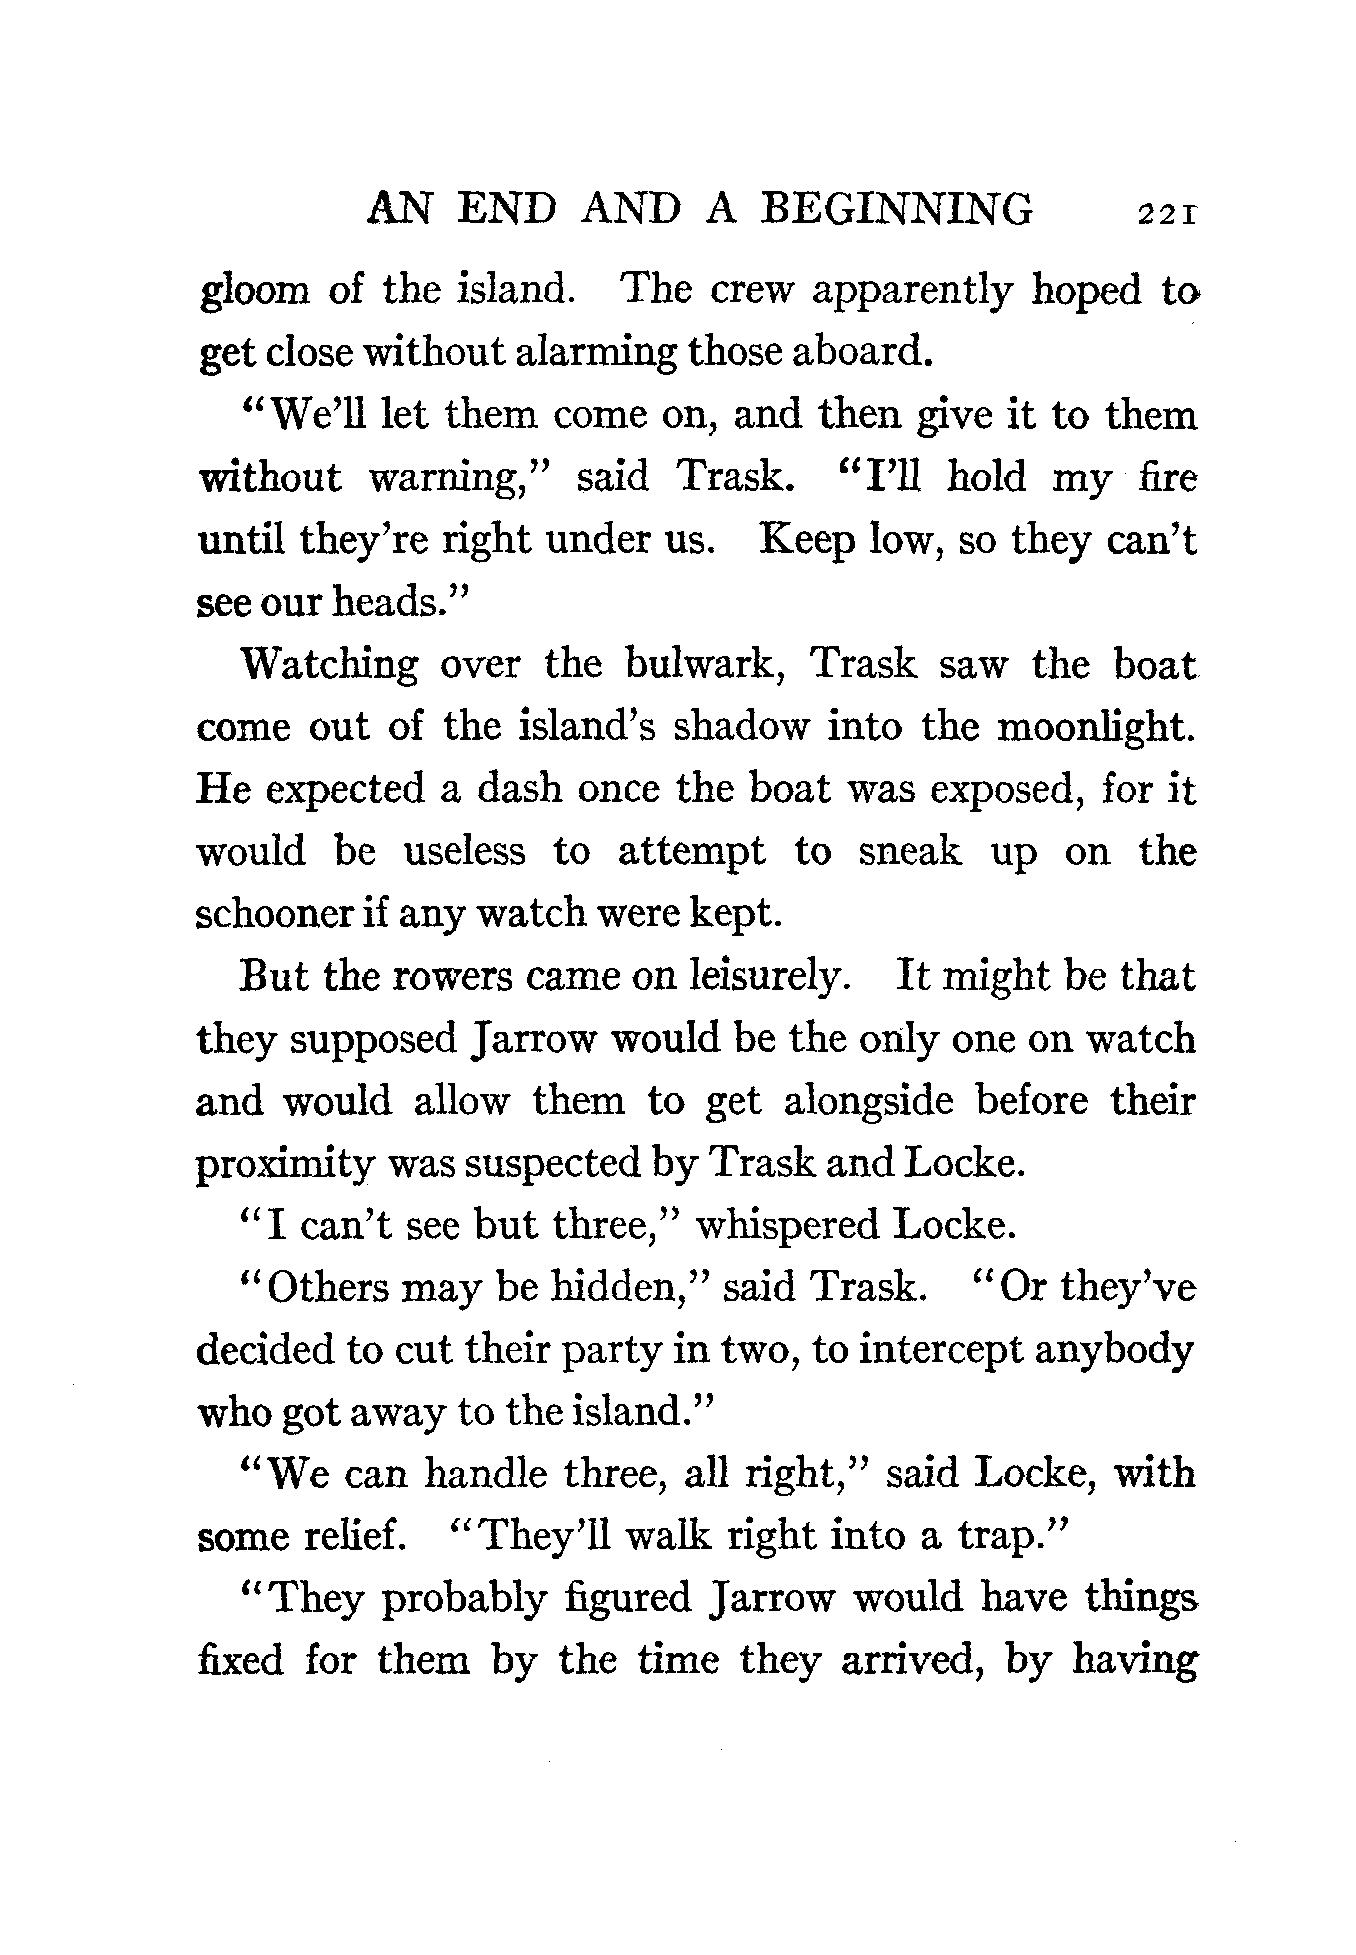 AN END AND A BEGINNING 221
gloom of the island. The crew apparently hoped to
get close without alarming those aboard.
“We’ll let them come on, and then give it to them
without warning,” said Trask. “I’ll hold my fire
until they’re right under us. Keep low, so they can’t
see our heads.”
Watching over the bulwark, Trask saw the boat
come out of the island’s shadow into the moonlight.
He expected a dash once the boat was exposed, for it
would be useless to attempt to sneak up on the
schooner if any watch were kept.
But the rowers came on leisurely. It might be that
they supposed Jarrow would be the only one on watch
and would allow them to get alongside before their
proximity was suspected by Trask and Locke.
“I can’t see but three,” whispered Locke.
“Others may be hidden,” said Trask. “Or they’ve
decided to cut their party in two, to intercept anybody
who got away to the island.”
“We can handle three, all right,” said Locke, with
some relief. “They’ll walk right into a trap.”
“They probably figured Jarrow would have things
fixed for them by the time they arrived, by having